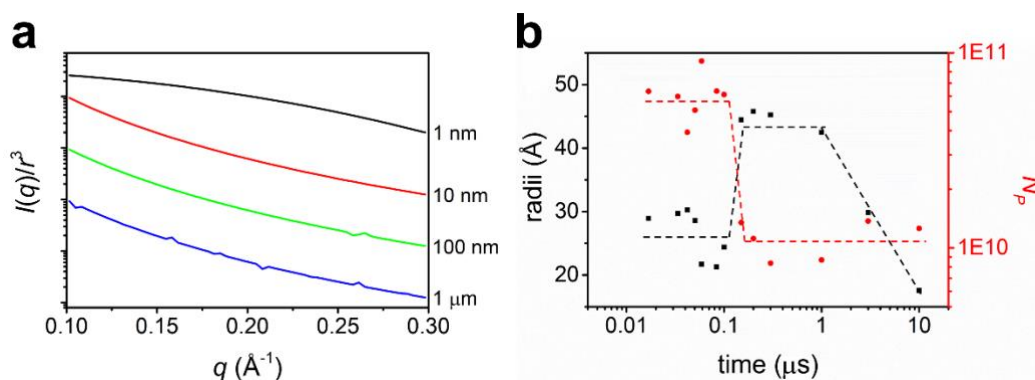 a
I(q)/r³
1 nm
10 nm
100 nm
1 μm
0.10 0.15 0.20 0.25 0.30
q (Å⁻¹)
b
radii (Å)
50
40
30
20
1E11
1E10
N_P
0.01 0.1 1 10
time (μs)